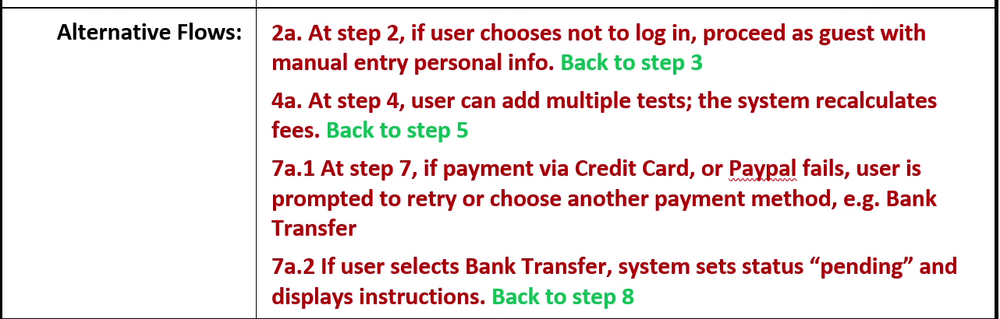 Alternative Flows:
2a. At step 2, if user chooses not to log in, proceed as guest with
manual entry personal info. Back to step 3
4a. At step 4, user can add multiple tests; the system recalculates
fees. Back to step 5
7a.1 At step 7, if payment via Credit Card, or Paypal fails, user is
prompted to retry or choose another payment method, e.g. Bank
Transfer
7a.2 If user selects Bank Transfer, system sets status “pending” and
displays instructions. Back to step 8